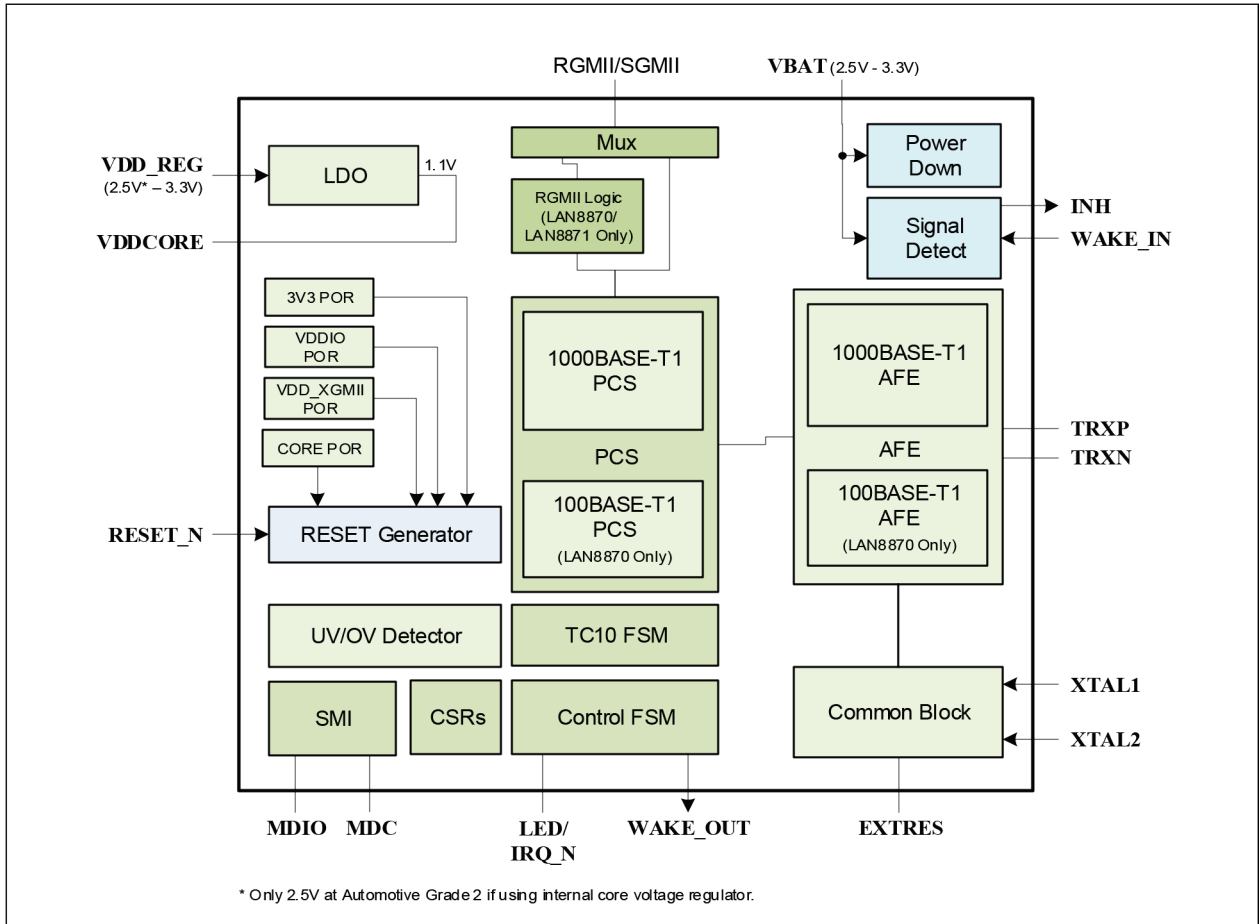 RGMII/SGMII
VBAT (2.5V - 3.3V)
Mux
Power
Down
VDD_REG
(2.5V* – 3.3V)
LDO
1.1V
RGMII Logic
(LAN8870/
LAN8871 Only)
Signal
Detect
INH
WAKE_IN
VDDCORE
3V3 POR
VDDIO
POR
VDD_XGMII
POR
CORE POR
1000BASE-T1
PCS
PCS
100BASE-T1
PCS
(LAN8870 Only)
1000BASE-T1
AFE
AFE
100BASE-T1
AFE
(LAN8870 Only)
TRXP
TRXN
RESET_N
RESET Generator
UV/OV Detector
TC10 FSM
SMI
CSRs
Control FSM
Common Block
XTAL1
XTAL2
MDIO
MDC
LED/
IRQ_N
WAKE_OUT
EXTRES
* Only 2.5V at Automotive Grade 2 if using internal core voltage regulator.